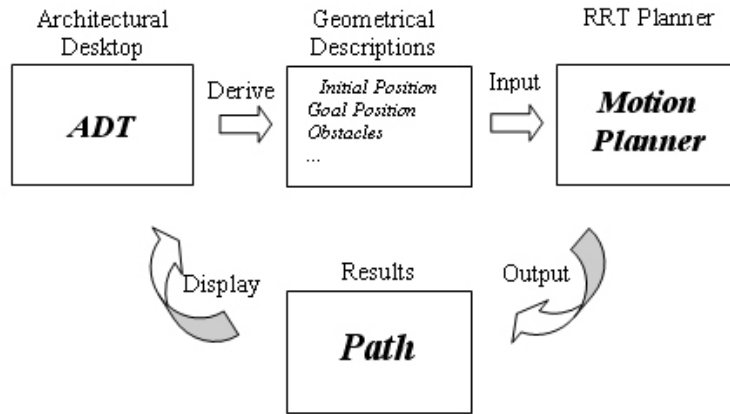 Architectural
Desktop
Geometrical
Descriptions
RRT Planner
ADT
Derive
Initial Position
Goal Position
Obstacles
...
Input
Motion
Planner
Display
Results
Path
Output